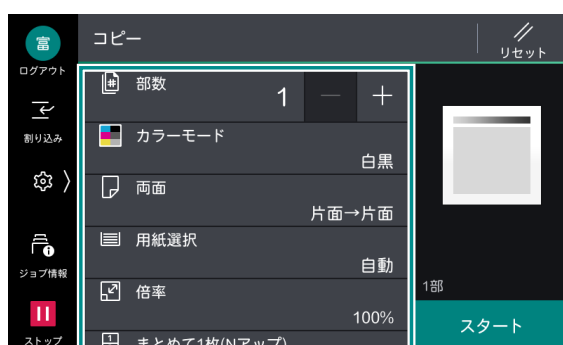 富
ログアウト
割り込み
ジョブ情報
ストップ
コピー
リセット
部数
1
カラーモード
白黒
両面
片面→片面
用紙選択
自動
倍率
100%
まとめて1枚(Nアップ)
1部
スタート